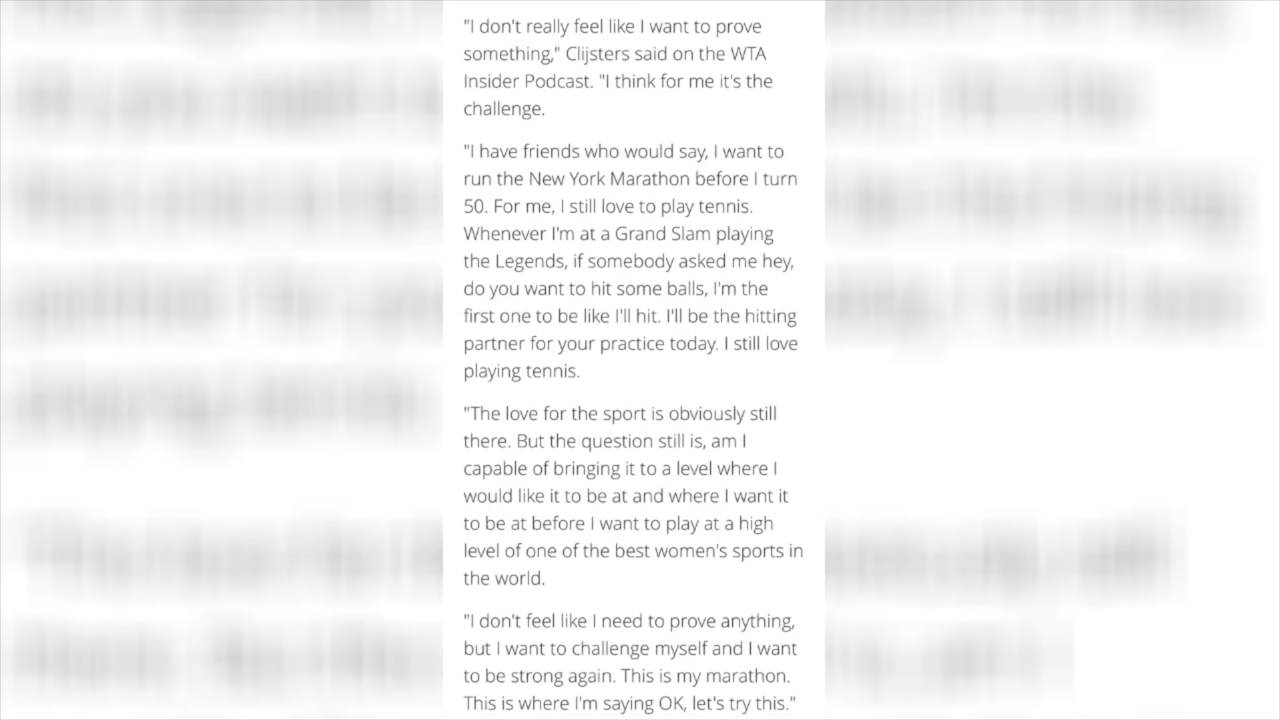 "I don't really feel like I want to prove
something," Clijsters said on the WTA
Insider Podcast. "I think for me it's the
challenge.
"I have friends who would say, I want to
run the New York Marathon before I turn
50. For me, I still love to play tennis.
Whenever I'm at a Grand Slam playing
the Legends, if somebody asked me hey,
do you want to hit some balls, I'm the
first one to be like I'll hit. I'll be the hitting
partner for your practice today. I still love
playing tennis.
"The love for the sport is obviously still
there. But the question still is, am I
capable of bringing it to a level where I
would like it to be at and where I want it
to be at before I want to play at a high
level of one of the best women's sports in
the world.
"I don't feel like I need to prove anything,
but I want to challenge myself and I want
to be strong again. This is my marathon.
This is where I'm saying OK, let's try this."